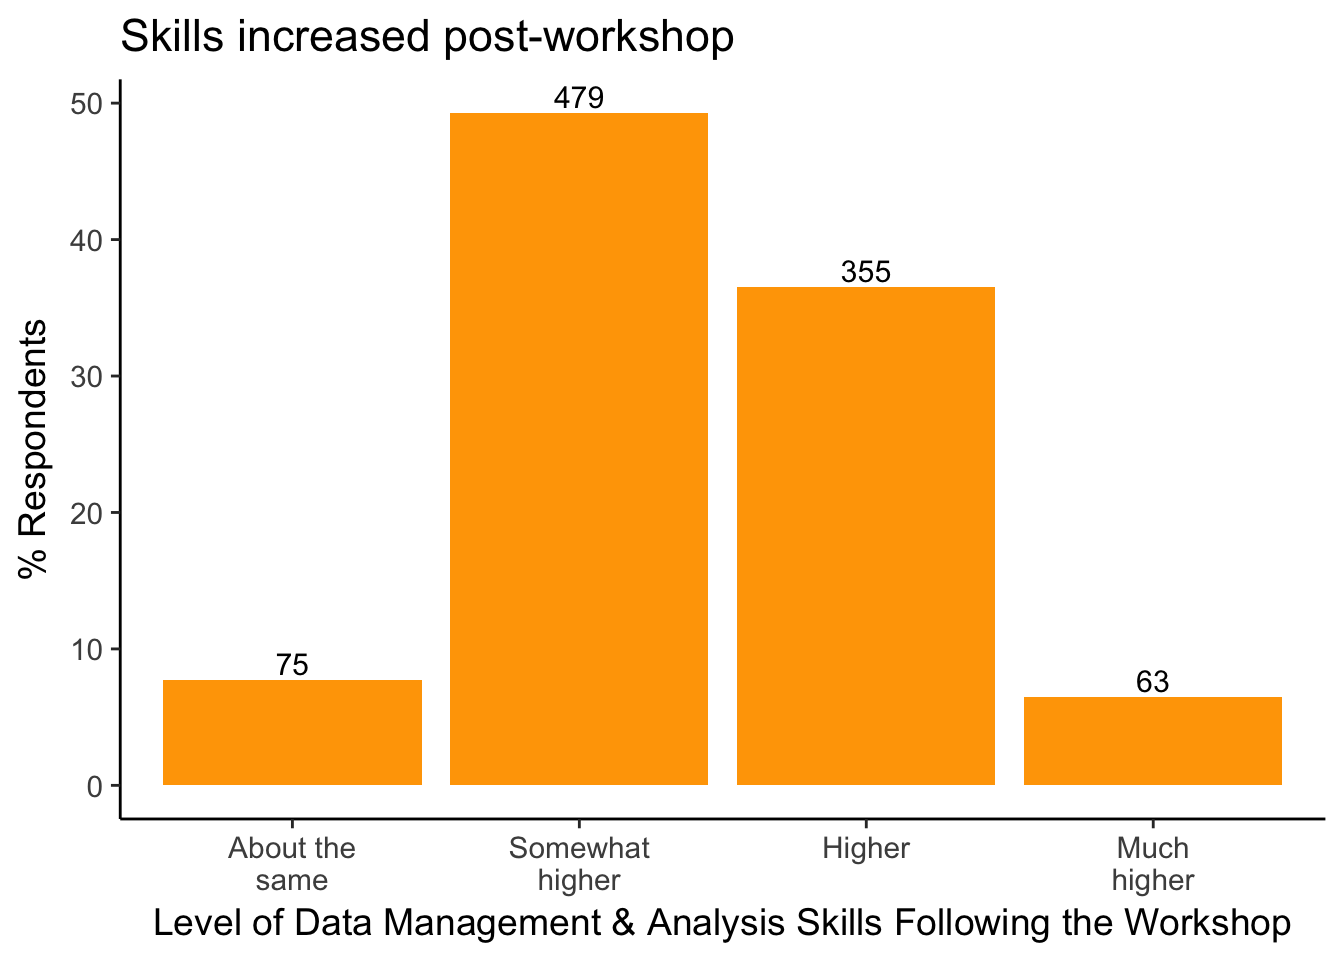 Skills increased post-workshop
% Respondents
50
40
30
20
10
0
479
355
75
63
About the
same
Somewhat
higher
Higher
Much
higher
Level of Data Management & Analysis Skills Following the Workshop